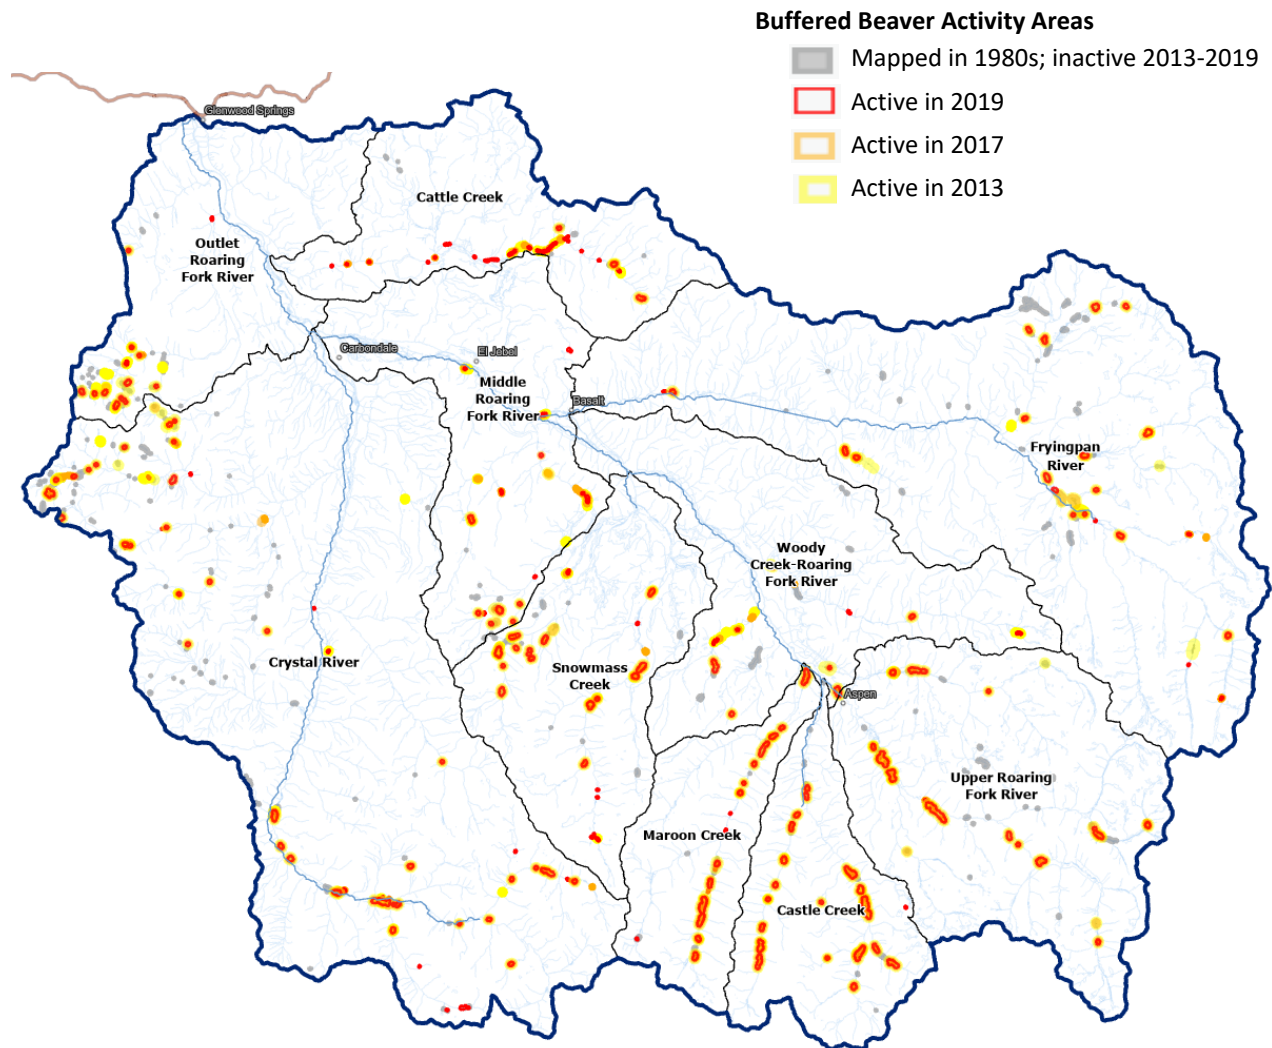 Buffered Beaver Activity Areas
Mapped in 1980s; inactive 2013-2019
Active in 2019
Active in 2017
Active in 2013
Glenwood Springs
Cattle Creek
Outlet
Roaring
Fork River
Carbondale
El Jebel
Middle
Roaring
Fork River
Basalt
Fryingpan
River
Woody
Creek-Roaring
Fork River
Crystal River
Snowmass
Creek
Aspen
Upper Roaring
Fork River
Maroon Creek
Castle Creek